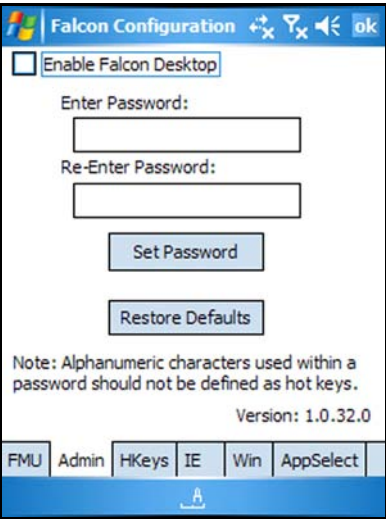 Falcon Configuration ok
Enable Falcon Desktop
Enter Password:
Re-Enter Password:
Set Password
Restore Defaults
Note: Alphanumeric characters used within a
password should not be defined as hot keys.
Version: 1.0.32.0
FMU Admin HKeys IE Win AppSelect
A